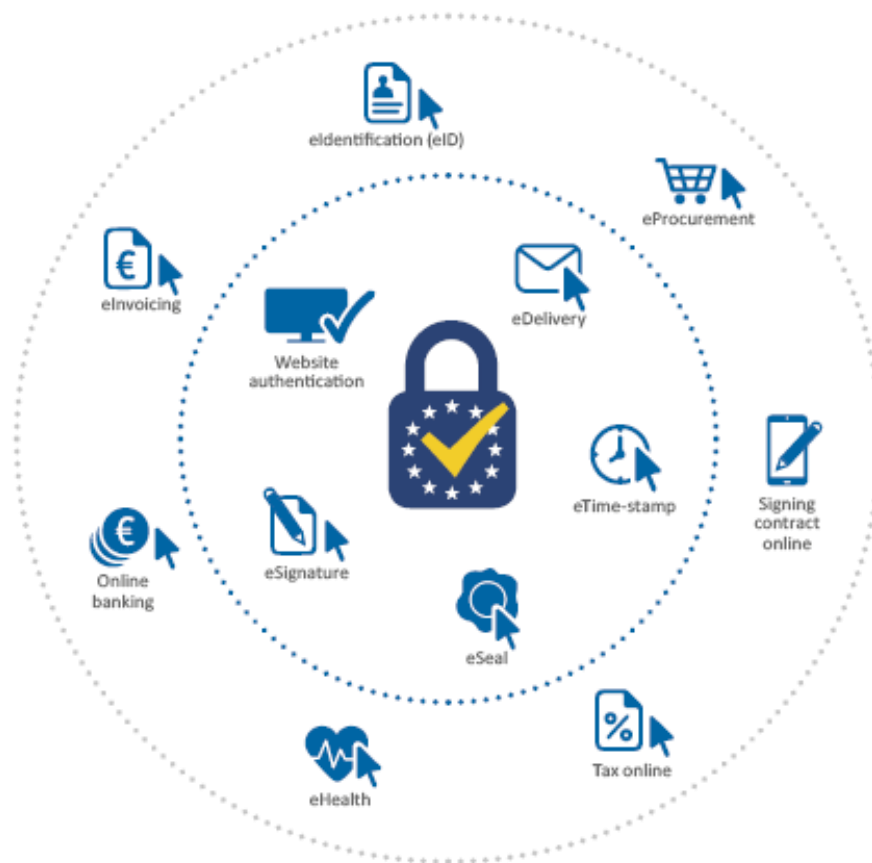 eIdentification (eID)
eProcurement
eInvoicing
eDelivery
Website
authentication
eTime-stamp
Signing
contract
online
Online
banking
eSignature
eSeal
eHealth
Tax online